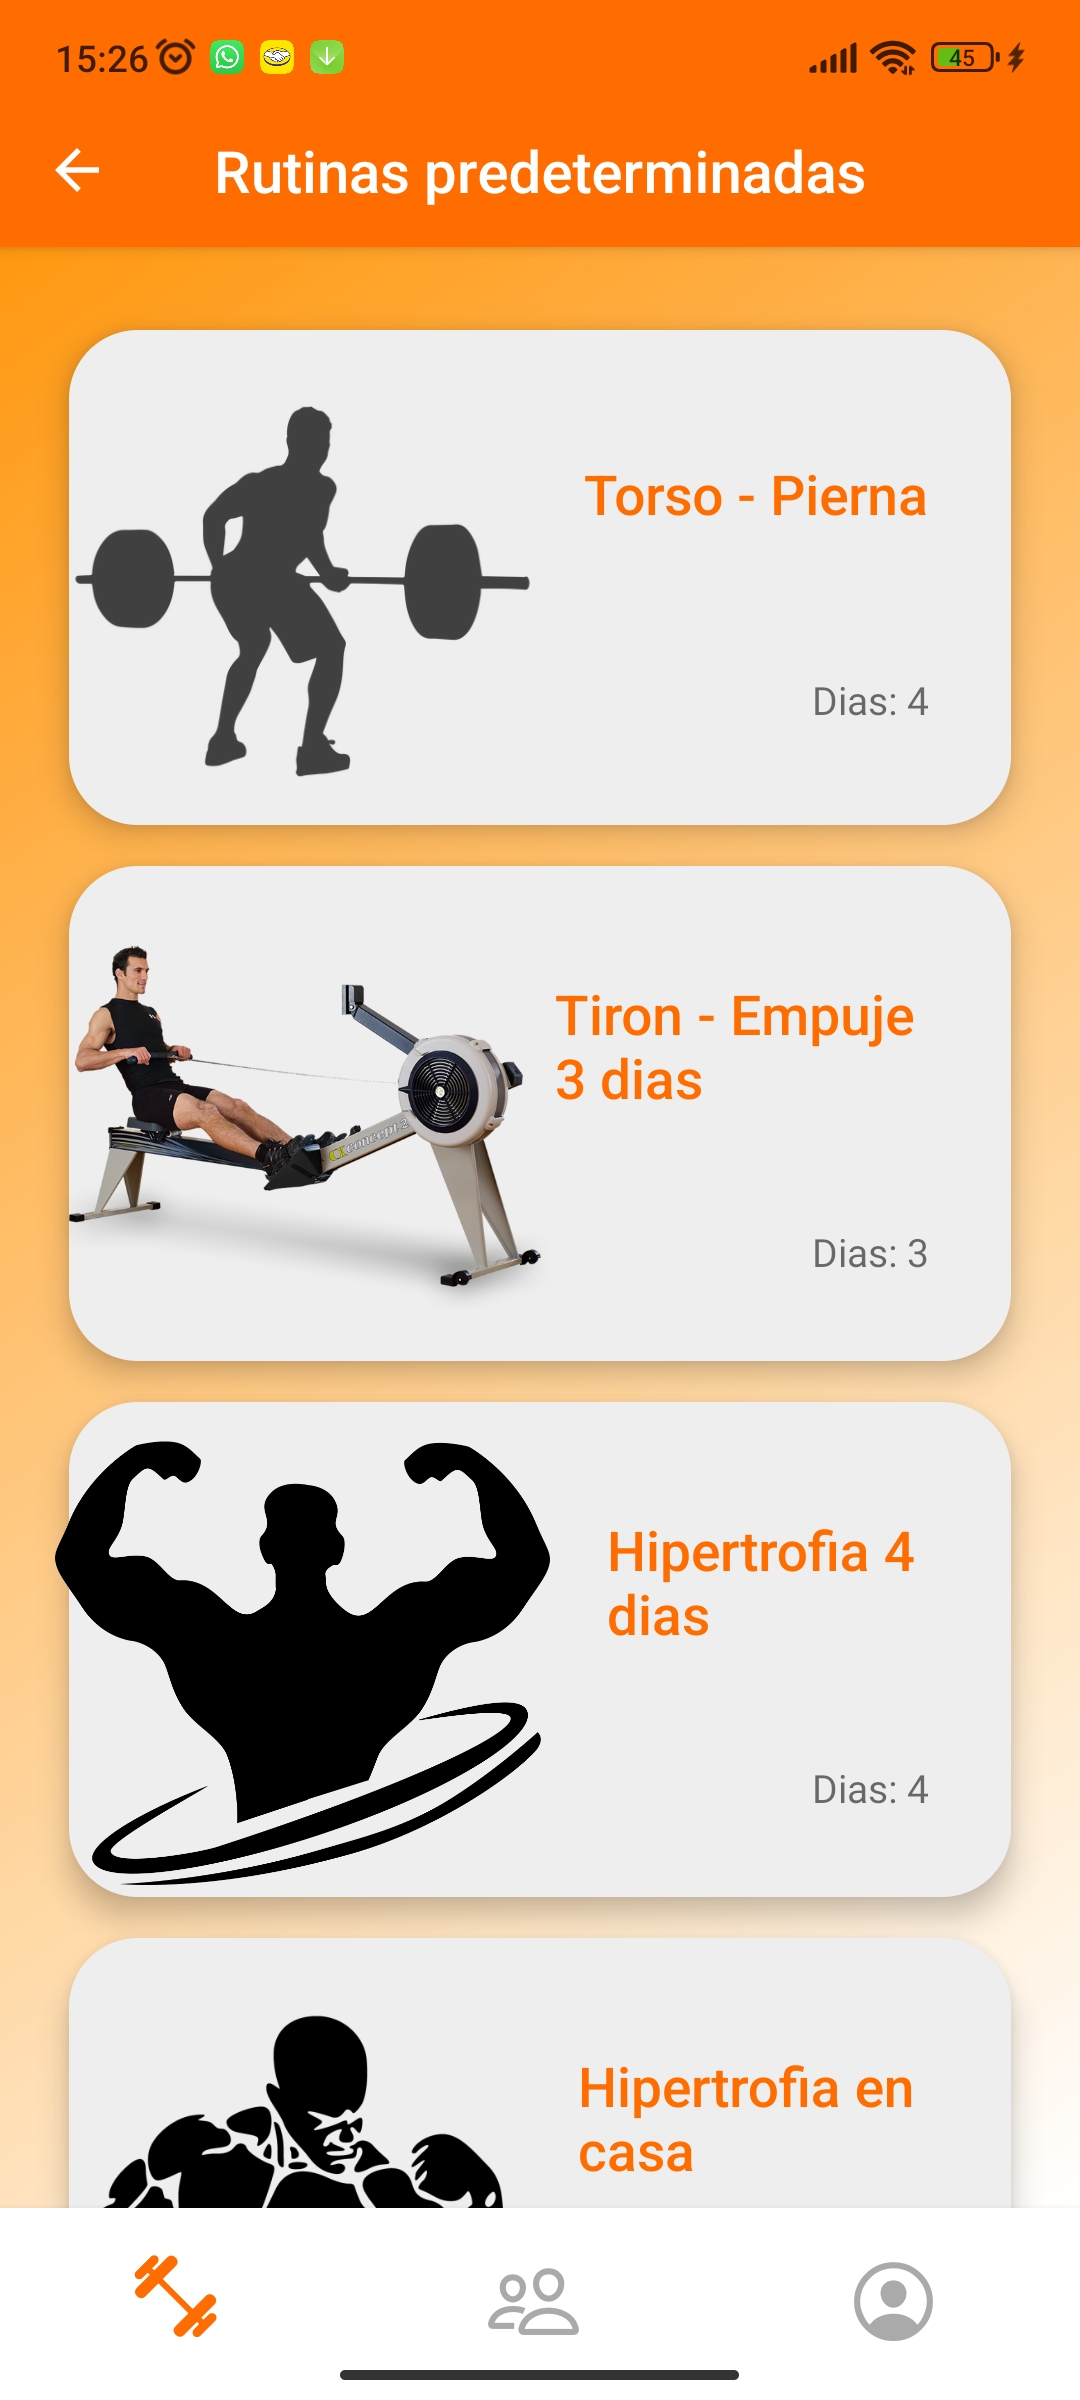 15:26
45
Rutinas predeterminadas
Torso - Pierna
Dias: 4
concept2
Tiron - Empuje
3 dias
Dias: 3
Hipertrofia 4
dias
Dias: 4
Hipertrofia en
casa